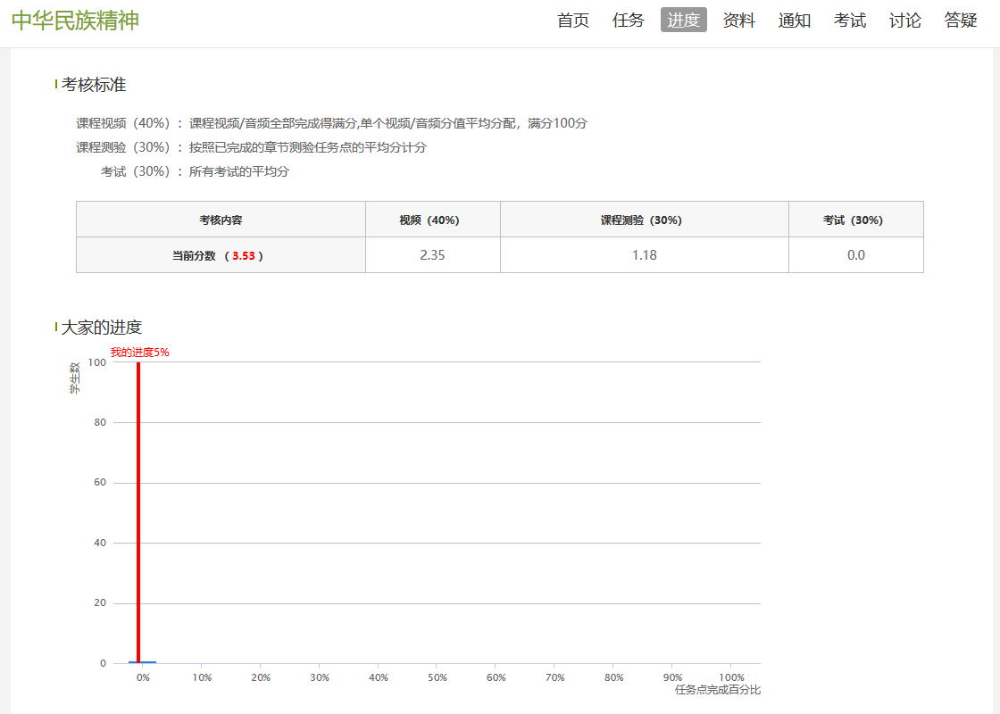 中华民族精神
首页 任务 进度 资料 通知 考试 讨论 答疑
考核标准
课程视频（40%）：课程视频/音频全部完成得满分,单个视频/音频分值平均分配，满分100分
课程测验（30%）：按照已完成的章节测验任务点的平均分计分
考试（30%）：所有考试的平均分
考核内容 视频（40%） 课程测验（30%） 考试（30%）
当前分数 （ 3.53 ） 2.35 1.18 0.0
大家的进度
我的进度5%
学生数
100
80
60
40
20
0
0% 10% 20% 30% 40% 50% 60% 70% 80% 90% 100%
任务点完成百分比